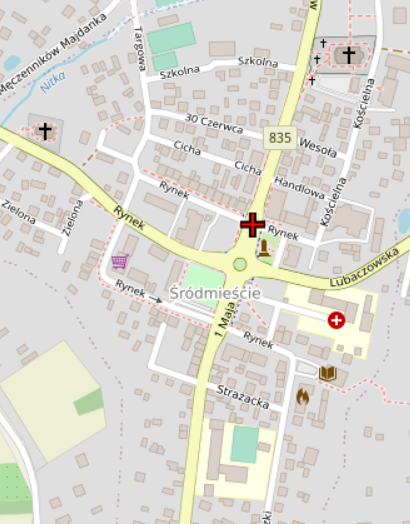 Męczenników Majdanka
Targowa
w
Nitka
Szkolna
Szkolna
Kościelna
30 Czerwca
835
Wesoła
Cicha
Cicha
Handlowa
Rynek
Kościelna
Zielona
Zielona
Rynek
Rynek
Lubaczowska
Rynek
Śródmieście
1 Maja
Rynek
Strażacka
zki